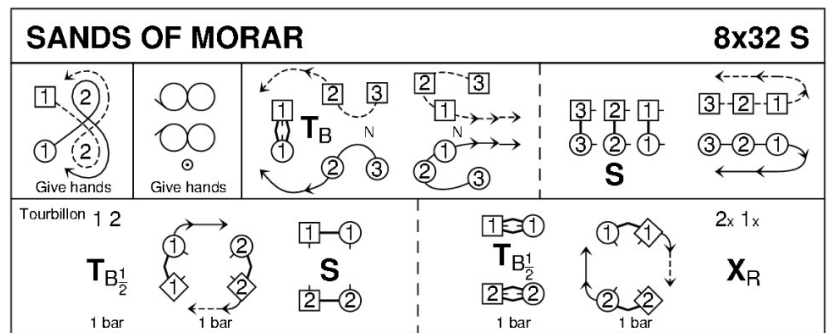 SANDS OF MORAR 8x32 S
1 2
1 2
Give hands
Give hands
2 3
1 TB N
1
2 3
2 3
1
N
1
2
3
3 2 1
3 2 1
S
3 2 1
3 2 1
Tourbillon 1 2
TB½
1 bar
1 2
1 2
1 bar
1 1
S
2 2
1 1
TB½
2 2
1 bar
1 1
2 2
1 bar
2x 1x
XR